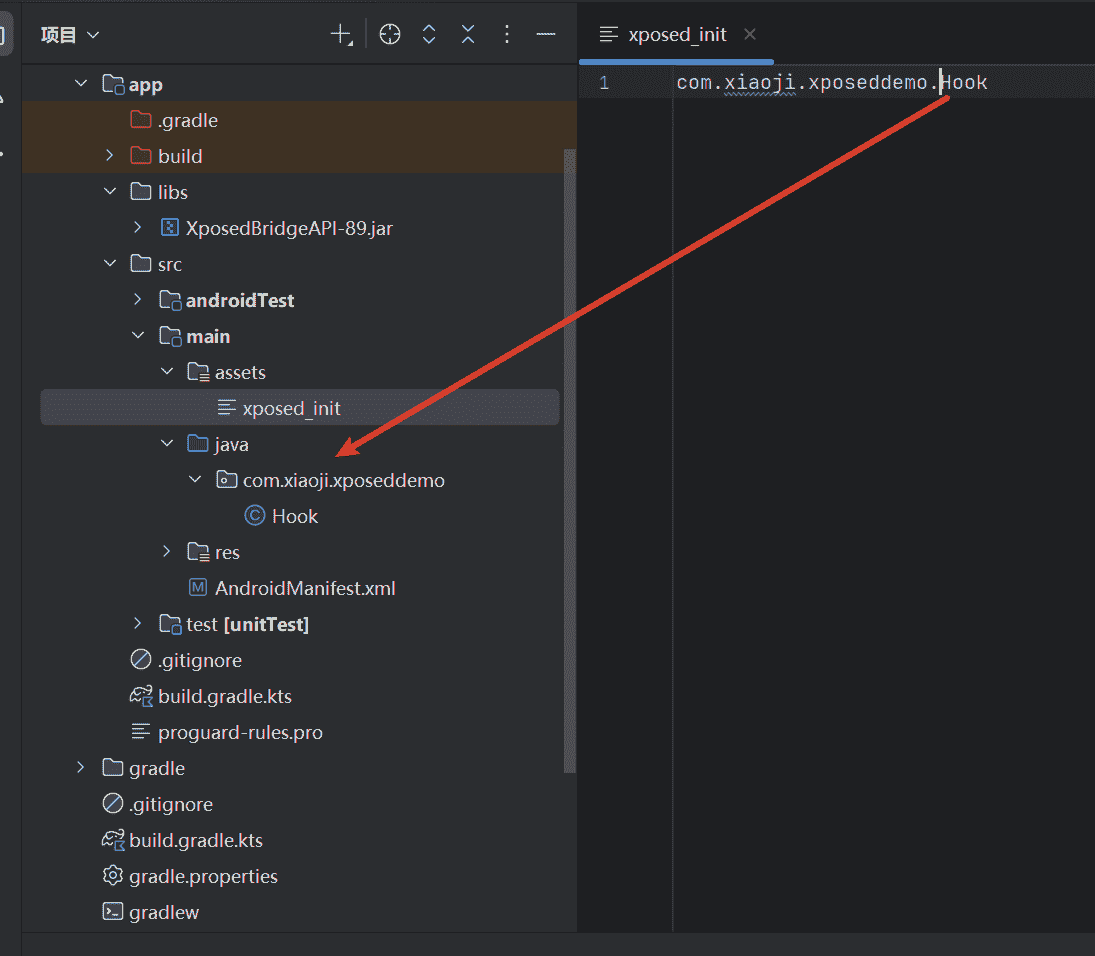 项目
app
.gradle
build
libs
XposedBridgeAPI-89.jar
src
androidTest
main
assets
xposed_init
java
com.xiaoji.xposeddemo
Hook
res
AndroidManifest.xml
test [unitTest]
.gitignore
build.gradle.kts
proguard-rules.pro
gradle
.gitignore
build.gradle.kts
gradle.properties
gradlew
xposed_init
1 com.xiaoji.xposeddemo.Hook